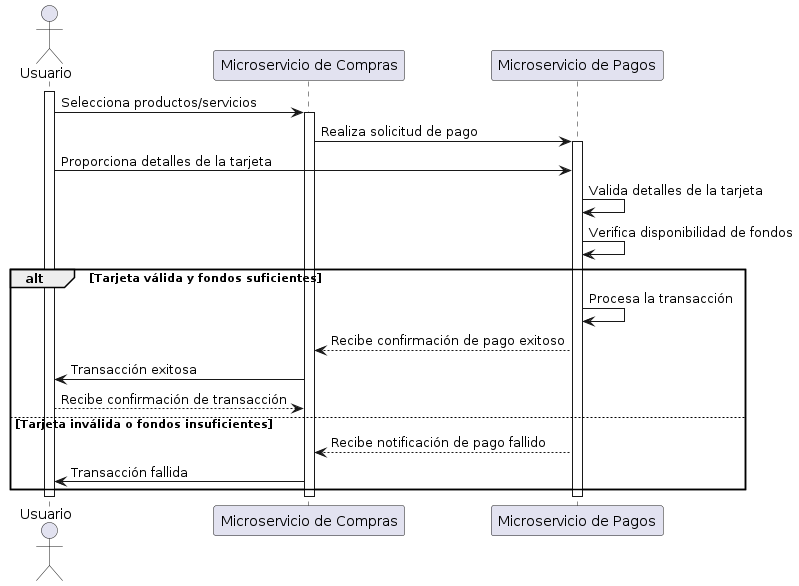 Usuario
Microservicio de Compras
Microservicio de Pagos
Selecciona productos/servicios
Realiza solicitud de pago
Proporciona detalles de la tarjeta
Valida detalles de la tarjeta
Verifica disponibilidad de fondos
alt [Tarjeta válida y fondos suficientes]
Procesa la transacción
Recibe confirmación de pago exitoso
Transacción exitosa
Recibe confirmación de transacción
[Tarjeta inválida o fondos insuficientes]
Recibe notificación de pago fallido
Transacción fallida
Usuario
Microservicio de Compras
Microservicio de Pagos